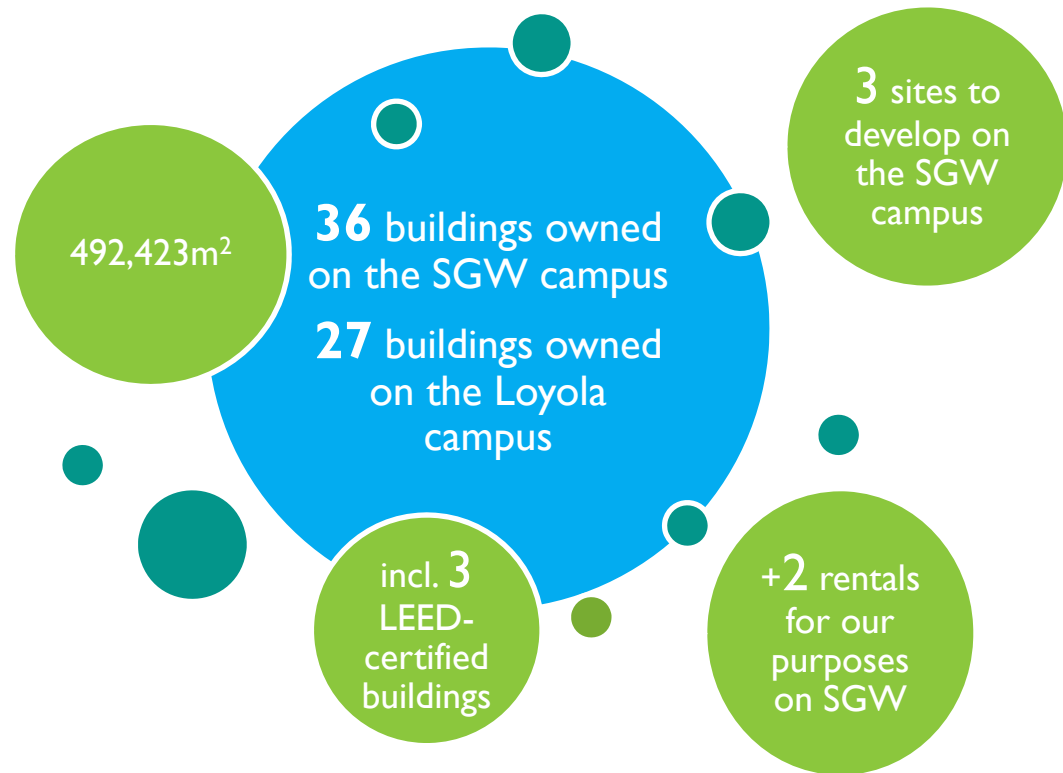 492,423m²
36 buildings owned
on the SGW campus
27 buildings owned
on the Loyola
campus
3 sites to
develop on
the SGW
campus
incl. 3
LEED-
certified
buildings
+2 rentals
for our
purposes
on SGW